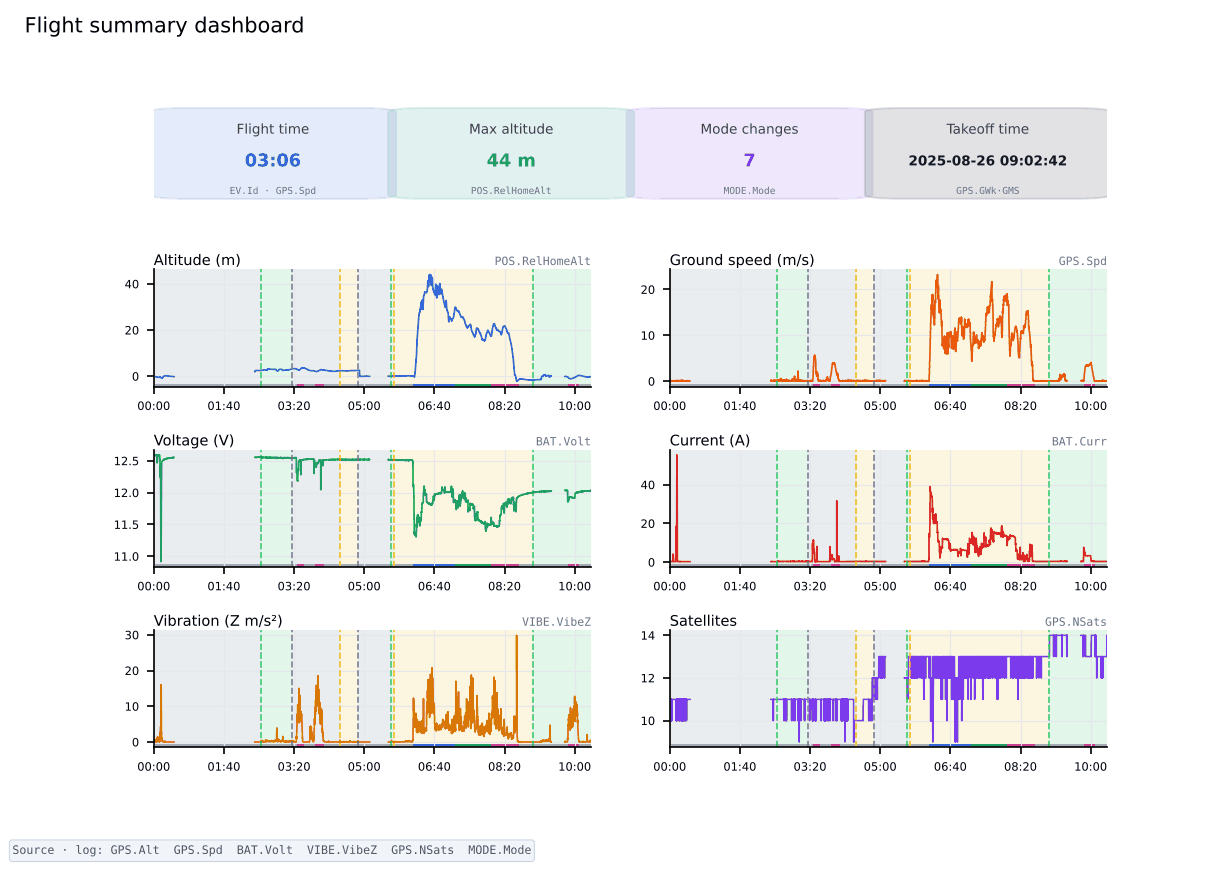 Flight summary dashboard
Flight time
03:06
EV.Id · GPS.Spd
Max altitude
44 m
POS.RelHomeAlt
Mode changes
7
MODE.Mode
Takeoff time
2025-08-26 09:02:42
GPS.GWk·GMS
Altitude (m) POS.RelHomeAlt
40
20
0
00:00 01:40 03:20 05:00 06:40 08:20 10:00
Ground speed (m/s) GPS.Spd
20
10
0
00:00 01:40 03:20 05:00 06:40 08:20 10:00
Voltage (V) BAT.Volt
12.5
12.0
11.5
11.0
00:00 01:40 03:20 05:00 06:40 08:20 10:00
Current (A) BAT.Curr
40
20
0
00:00 01:40 03:20 05:00 06:40 08:20 10:00
Vibration (Z m/s²) VIBE.VibeZ
30
20
10
0
00:00 01:40 03:20 05:00 06:40 08:20 10:00
Satellites GPS.NSats
14
12
10
00:00 01:40 03:20 05:00 06:40 08:20 10:00
Source · log: GPS.Alt GPS.Spd BAT.Volt VIBE.VibeZ GPS.NSats MODE.Mode